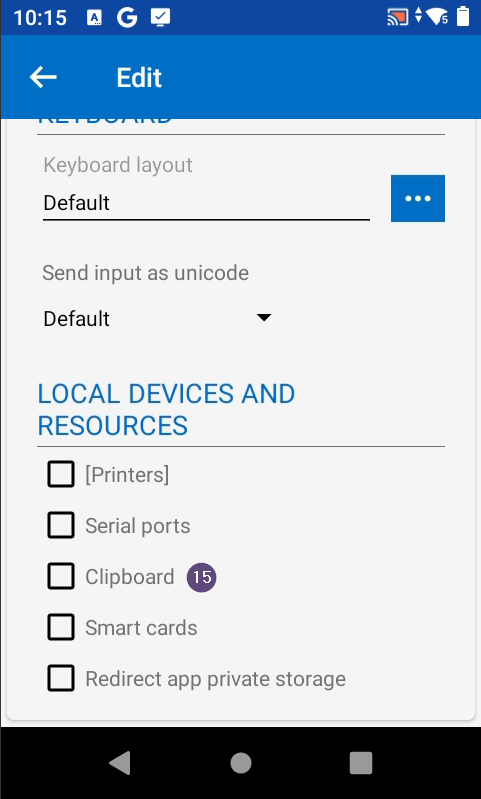 10:15
Edit
KEYBOARD
Keyboard layout
Default
Send input as unicode
Default
LOCAL DEVICES AND
RESOURCES
[Printers]
Serial ports
Clipboard 15
Smart cards
Redirect app private storage